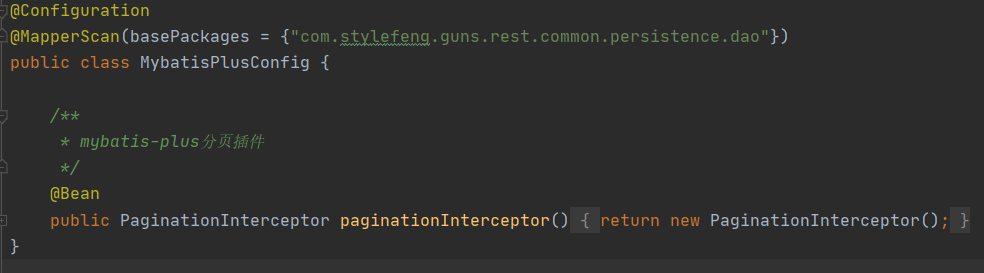 @Configuration
@MapperScan(basePackages = {"com.stylefeng.guns.rest.common.persistence.dao"})
public class MybatisPlusConfig {
/**
* mybatis-plus分页插件
*/
@Bean
public PaginationInterceptor paginationInterceptor() { return new PaginationInterceptor(); }
}